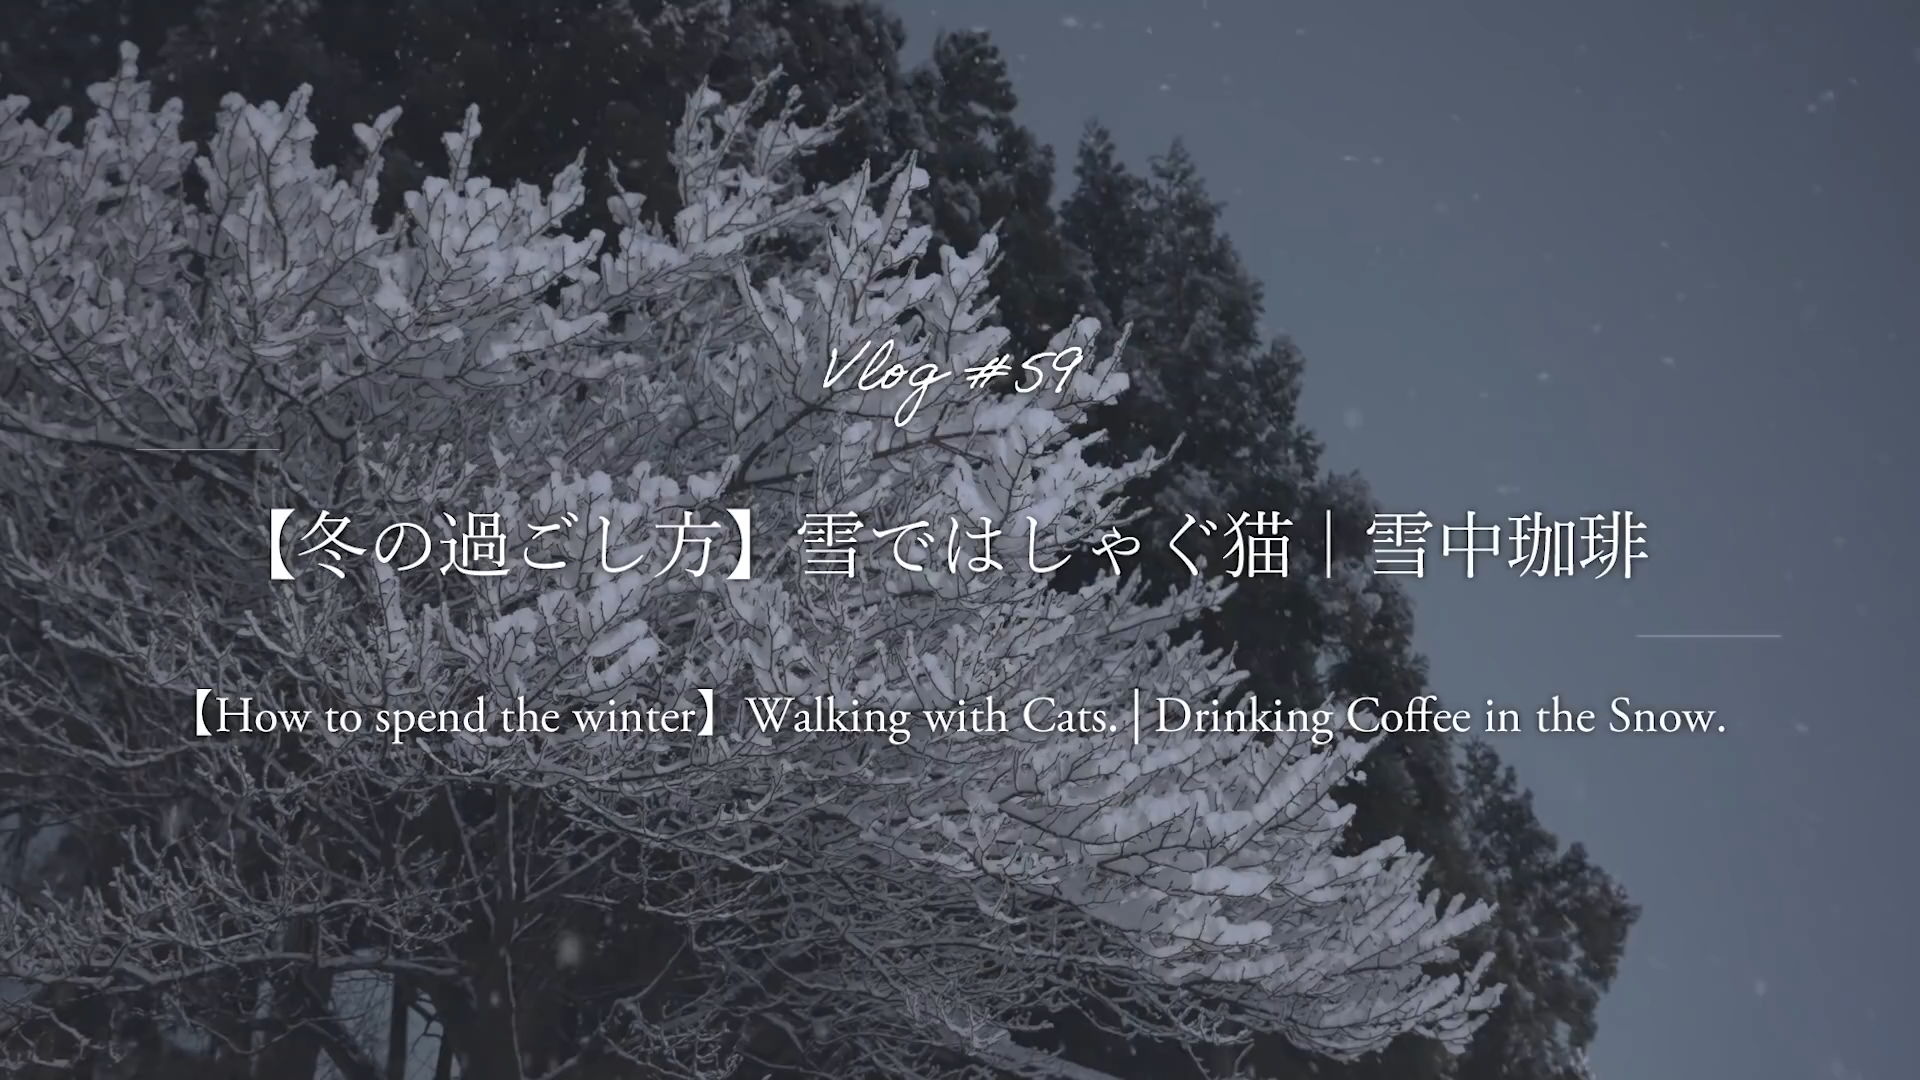 Vlog #59
【冬の過ごし方】雪ではしゃぐ猫｜雪中珈琲
【How to spend the winter】Walking with Cats. | Drinking Coffee in the Snow.